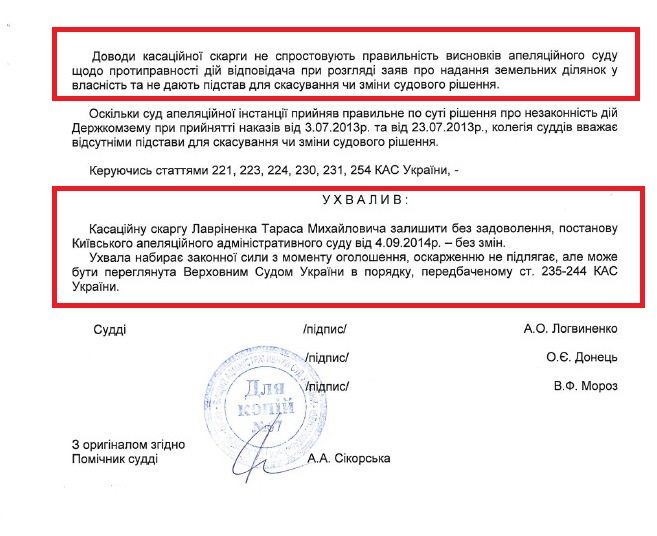 Доводи касаційної скарги не спростовують правильність висновків апеляційного суду
щодо протиправності дій відповідача при розгляді заяв про надання земельних ділянок у
власність та не дають підстав для скасування чи зміни судового рішення.
Оскільки суд апеляційної інстанції прийняв правильне по суті рішення про незаконність дій
Держкомзему при прийнятті наказів від 3.07.2013р. та від 23.07.2013р., колегія суддів вважає
відсутніми підстави для скасування чи зміни судового рішення.
Керуючись статтями 221, 223, 224, 230, 231, 254 КАС України, -
У Х В А Л И В :
Касаційну скаргу Лавріненка Тараса Михайловича залишити без задоволення, постанову
Київського апеляційного адміністративного суду від 4.09.2014р. – без змін.
Ухвала набирає законної сили з моменту оголошення, оскарженню не підлягає, але може
бути переглянута Верховним Судом України в порядку, передбаченому ст. 235-244 КАС
України.
Судді /підпис/ А.О. Логвиненко
/підпис/ О.Є. Донець
/підпис/ В.Ф. Мороз
Для
копій
З оригіналом згідно
Помічник судді А.А. Сікорська